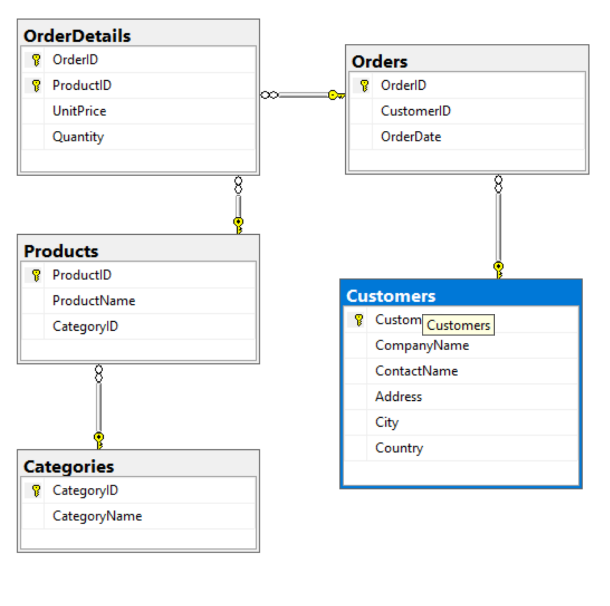 OrderDetails
OrderID
ProductID
UnitPrice
Quantity
Orders
OrderID
CustomerID
OrderDate
Products
ProductID
ProductName
CategoryID
Customers
Custom
Customers
CompanyName
ContactName
Address
City
Country
Categories
CategoryID
CategoryName